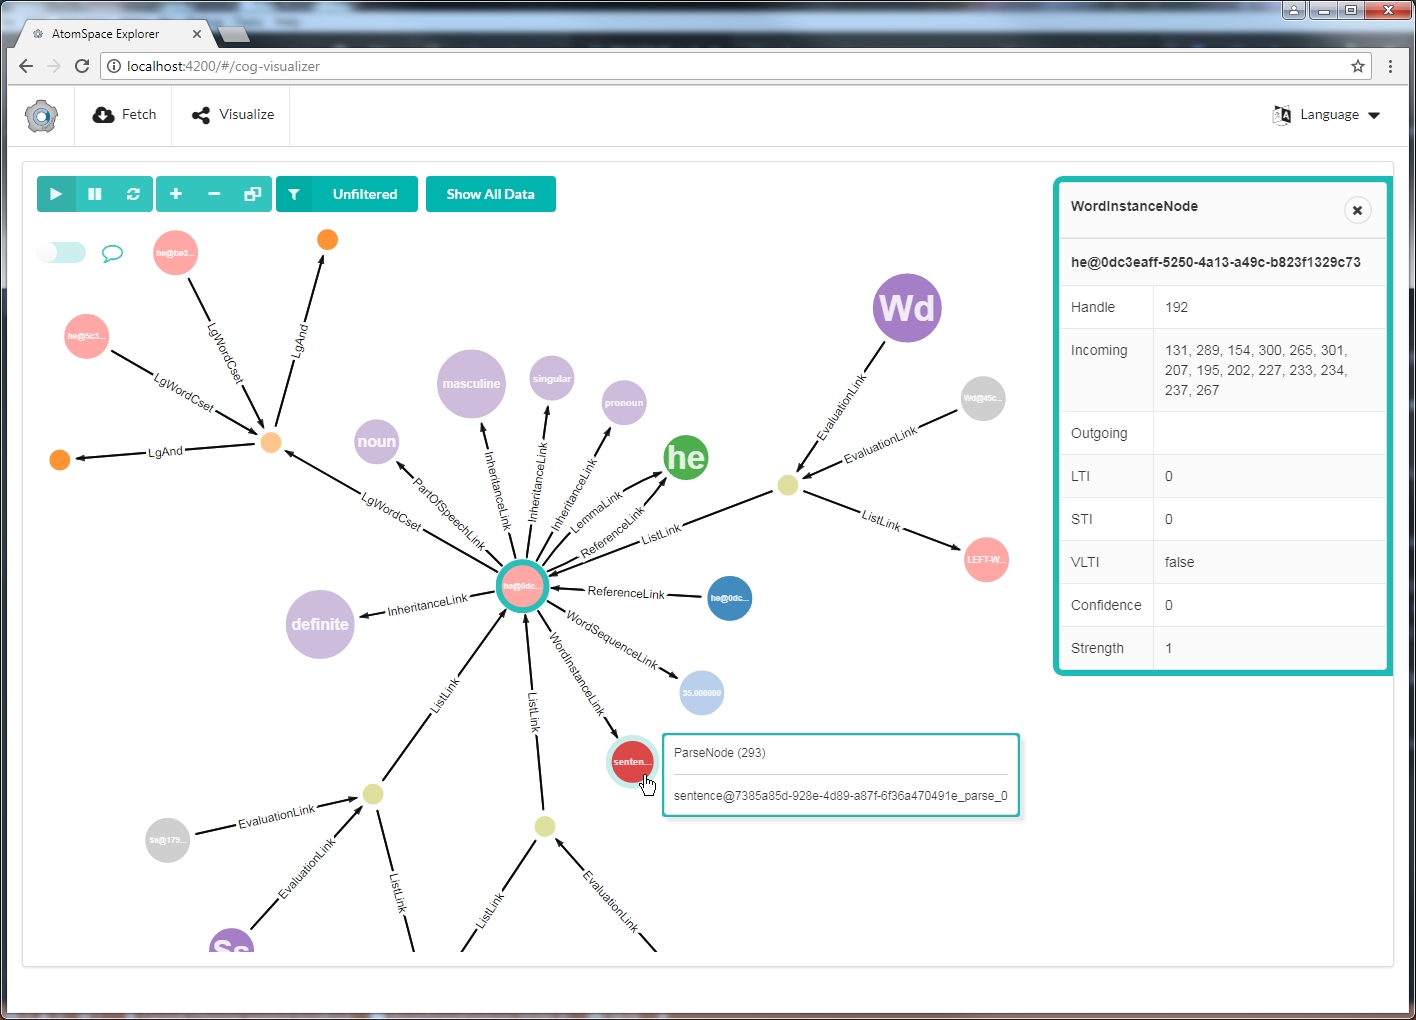 AtomSpace Explorer
localhost:4200/#/cog-visualizer
Fetch
Visualize
Language
Unfiltered
Show All Data
he@be3...
he@5c3...
LgWordCset
LgAnd
LgWordCset
LgAnd
LgWordCset
noun
masculine
singular
pronoun
he
PartOfSpeechLink
InheritanceLink
InheritanceLink
InheritanceLink
LemmaLink
ReferenceLink
ListLink
Wd
EvaluationLink
Wd@45c...
EvaluationLink
ListLink
LEFT-W...
he@0dc...
ReferenceLink
he@0dc...
definite
InheritanceLink
WordSequenceLink
35.000000
WordInstanceLink
senten...
ListLink
ListLink
ParseNode (293)
sentence@7385a85d-928e-4d89-a87f-6f36a470491e_parse_0
Ss@175...
EvaluationLink
EvaluationLink
Ss
ListLink
ListLink
EvaluationLink
WordInstanceNode
he@0dc3eaff-5250-4a13-a49c-b823f1329c73
Handle 192
Incoming 131, 289, 154, 300, 265, 301,
207, 195, 202, 227, 233, 234,
237, 267
Outgoing
LTI 0
STI 0
VLTI false
Confidence 0
Strength 1